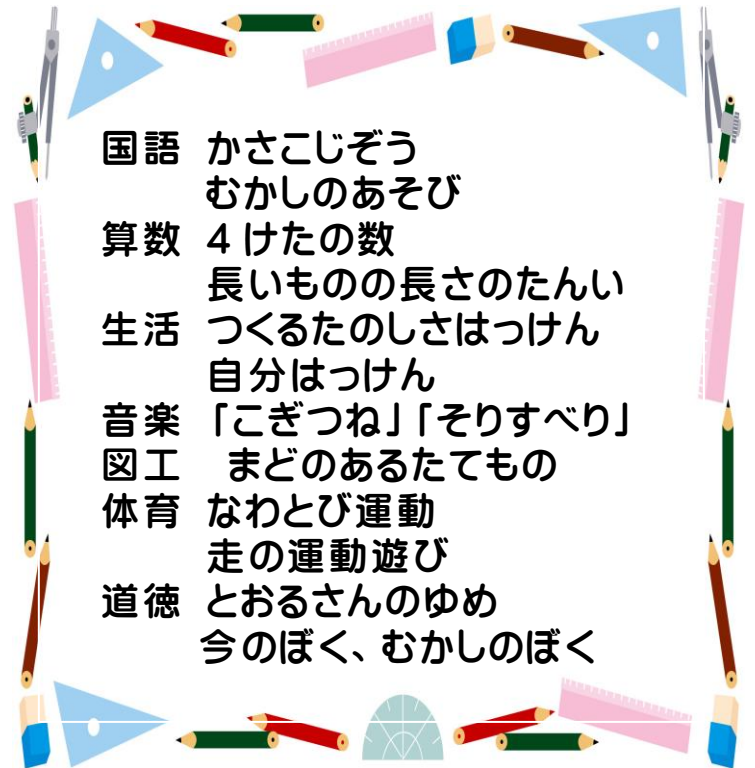 国語 かさこじぞう
むかしのあそび
算数 4けたの数
長いものの長さのたんい
生活 つくるたのしさはっけん
自分はっけん
音楽 「こぎつね」「そりすべり」
図工 まどのあるたてもの
体育 なわとび運動
走の運動遊び
道徳 とおるさんのゆめ
今のぼく、むかしのぼく